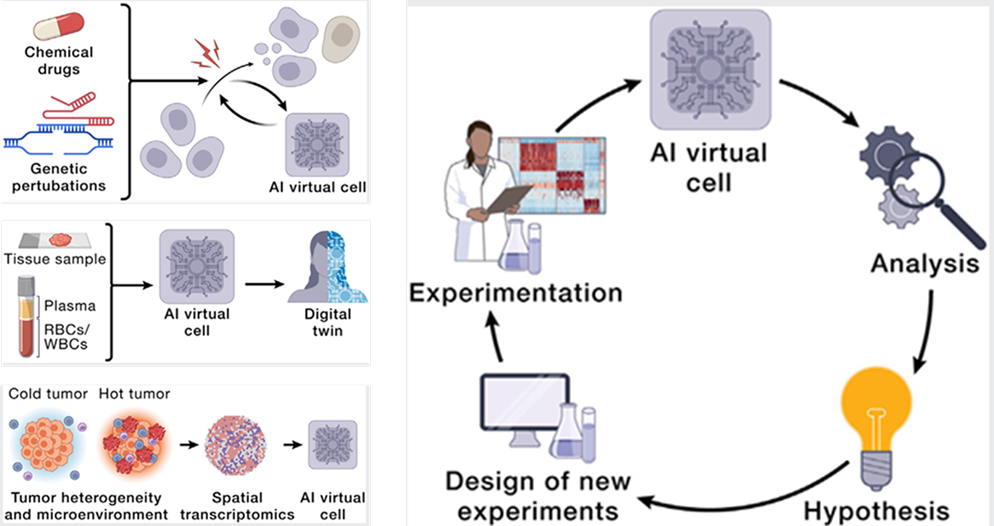 Chemical
drugs
Genetic
pertubations
AI virtual cell
Tissue sample
Plasma
RBCs/
WBCs
AI virtual
cell
Digital
twin
Cold tumor
Hot tumor
Tumor heterogeneity
and microenvironment
Spatial
transcriptomics
AI virtual
cell
AI virtual
cell
Analysis
Hypothesis
Design of new
experiments
Experimentation